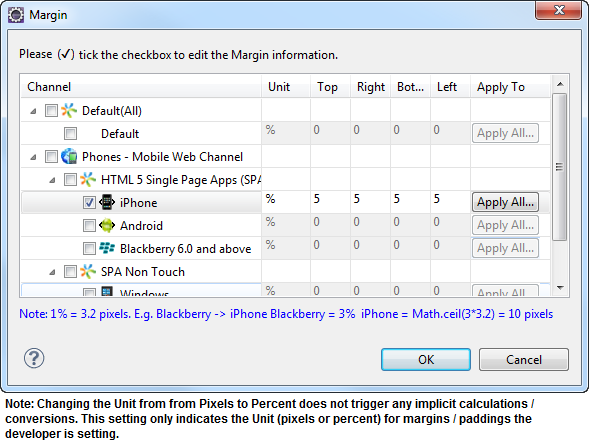 Margin
Please (✓) tick the checkbox to edit the Margin information.
Channel Unit Top Right Bot... Left Apply To
Default(All)
Default % 0 0 0 0 Apply All...
Phones - Mobile Web Channel
HTML 5 Single Page Apps (SPA
iPhone % 5 5 5 5 Apply All...
Android % 0 0 0 0 Apply All...
Blackberry 6.0 and above % 0 0 0 0 Apply All...
SPA Non Touch
Windows % 0 0 0 0 Apply All...
Note: 1% = 3.2 pixels. E.g. Blackberry -> iPhone Blackberry = 3% iPhone = Math.ceil(3*3.2) = 10 pixels
? OK Cancel
Note: Changing the Unit from from Pixels to Percent does not trigger any implicit calculations /
conversions. This setting only indicates the Unit (pixels or percent) for margins / paddings the
developer is setting.